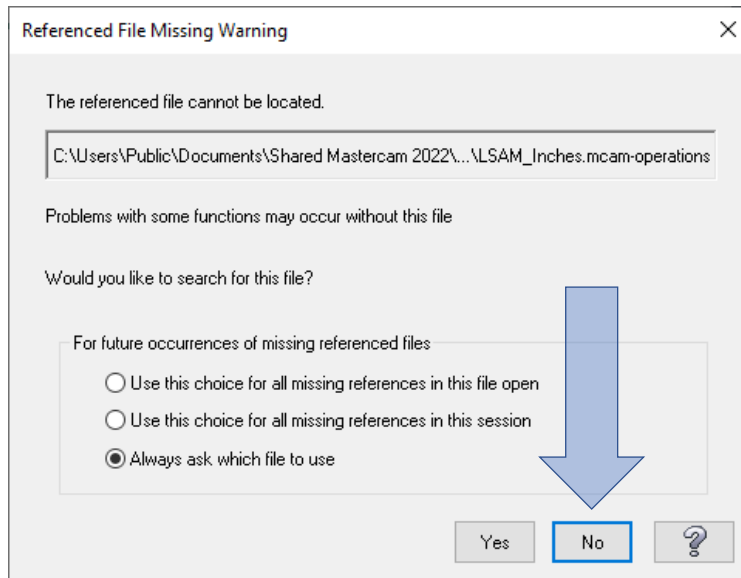 Referenced File Missing Warning
The referenced file cannot be located.
C:\Users\Public\Documents\Shared Mastercam 2022\...\LSAM_Inches.mcam-operations
Problems with some functions may occur without this file
Would you like to search for this file?
For future occurrences of missing referenced files
Use this choice for all missing references in this file open
Use this choice for all missing references in this session
Always ask which file to use
Yes No ?